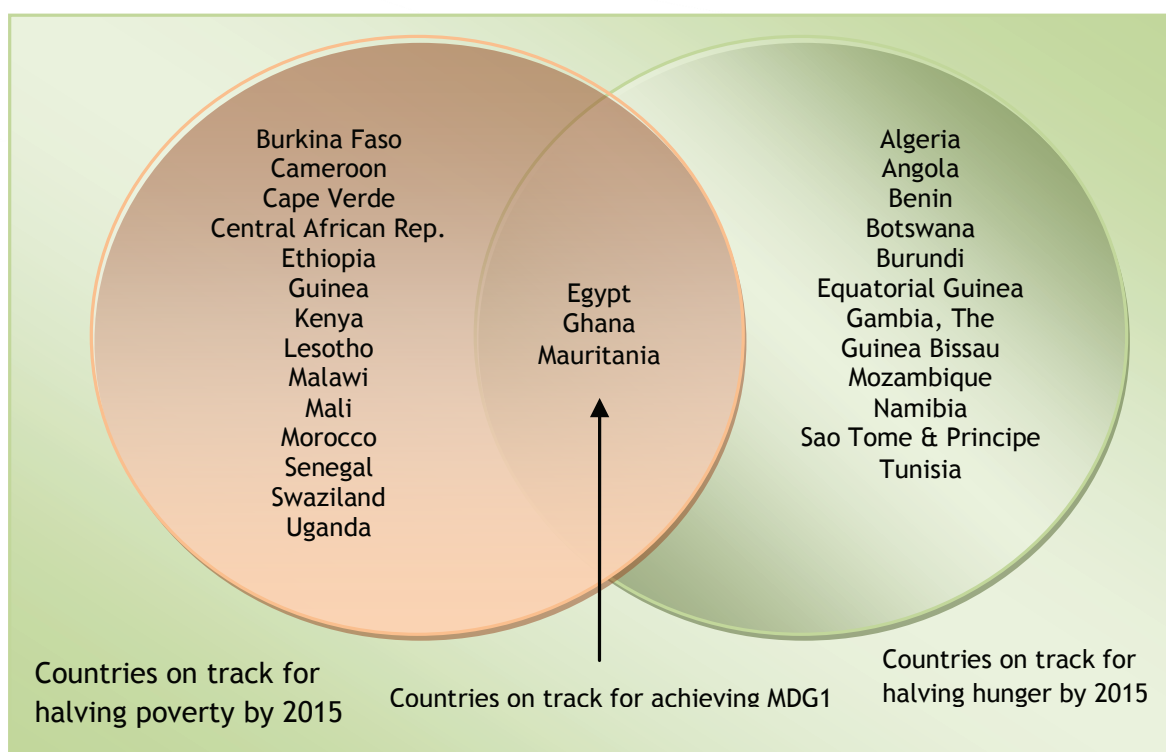 Burkina Faso
Cameroon
Cape Verde
Central African Rep.
Ethiopia
Guinea
Kenya
Lesotho
Malawi
Mali
Morocco
Senegal
Swaziland
Uganda
Egypt
Ghana
Mauritania
Algeria
Angola
Benin
Botswana
Burundi
Equatorial Guinea
Gambia, The
Guinea Bissau
Mozambique
Namibia
Sao Tome & Principe
Tunisia
Countries on track for
halving poverty by 2015
Countries on track for achieving MDG1
Countries on track for
halving hunger by 2015